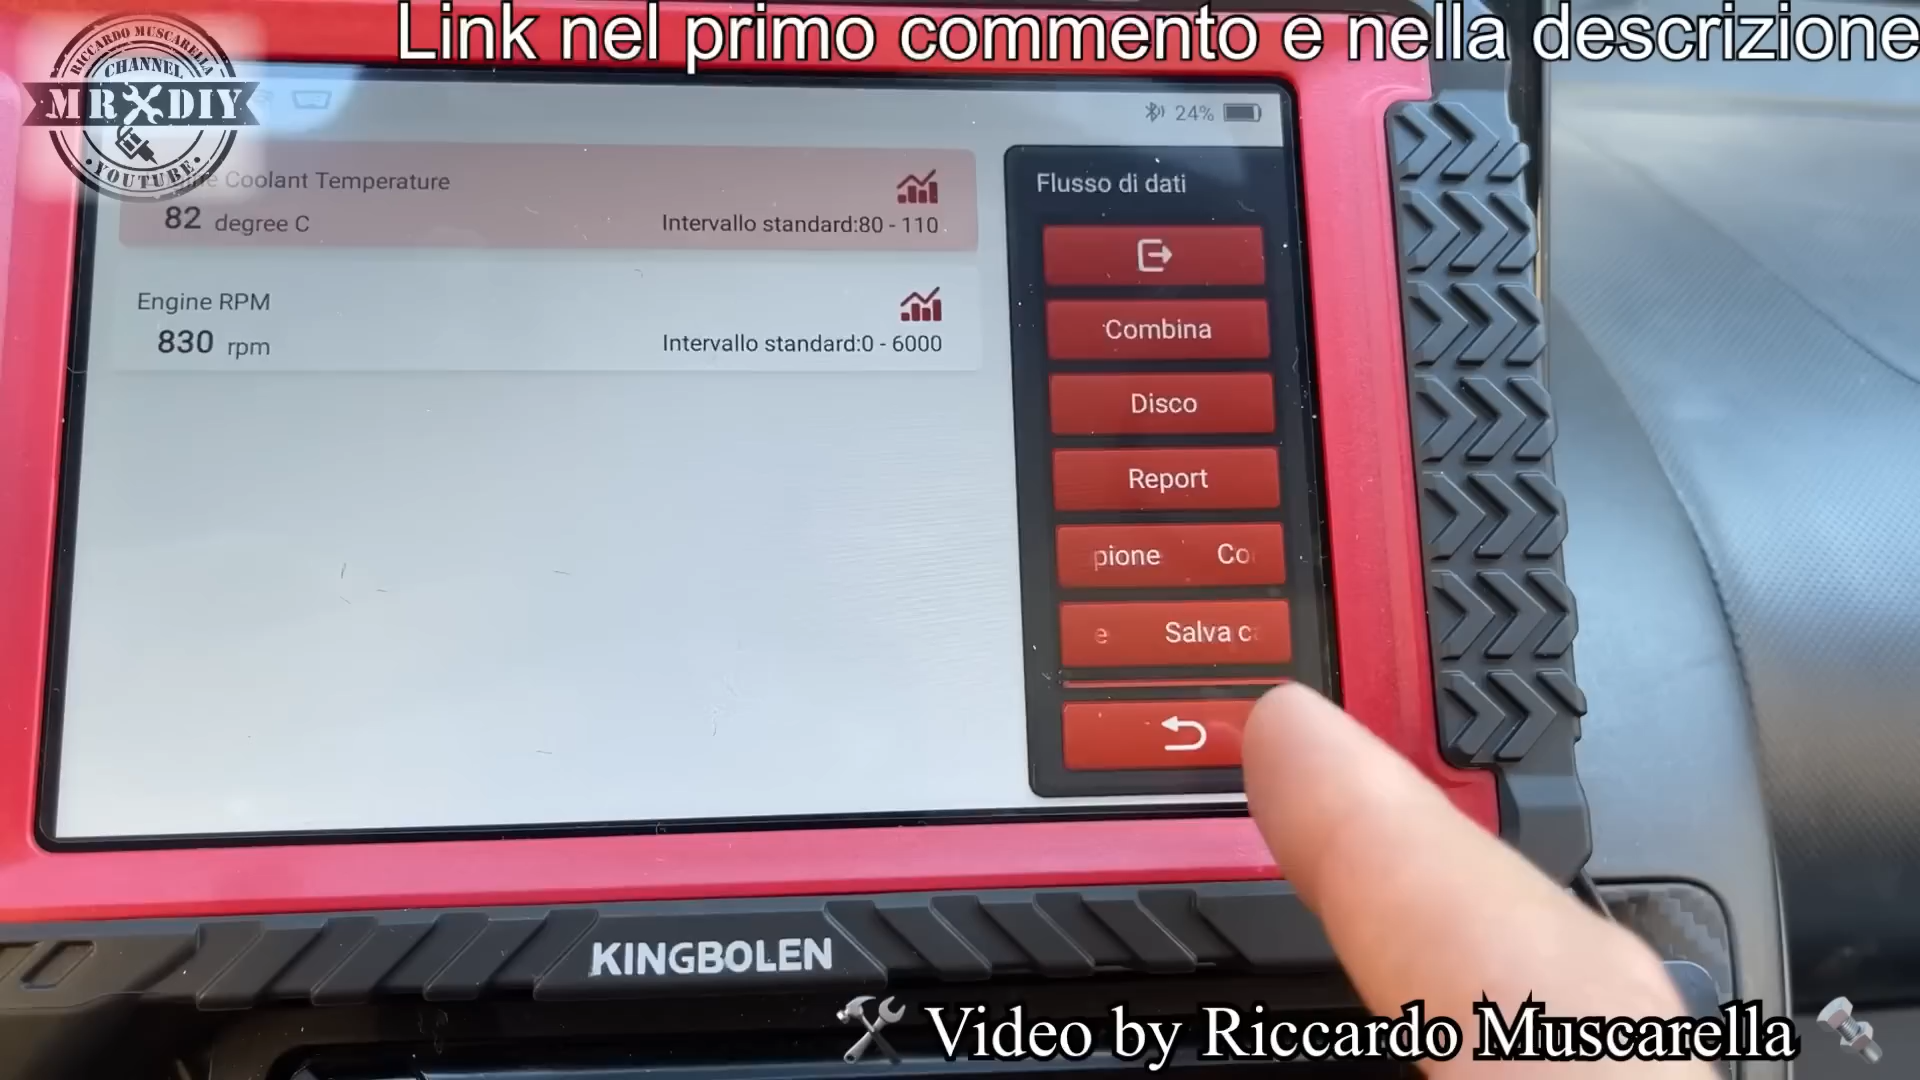 Link nel primo commento e nella descrizione
RICCARDO MUSCARELLA
CHANNEL
MR DIY
YOUTUBE
24%
Coolant Temperature
82 degree C
Intervallo standard:80 - 110
Engine RPM
830 rpm
Intervallo standard:0 - 6000
Flusso di dati
Combina
Disco
Report
pione Co
e Salva c
KINGBOLEN
Video by Riccardo Muscarella